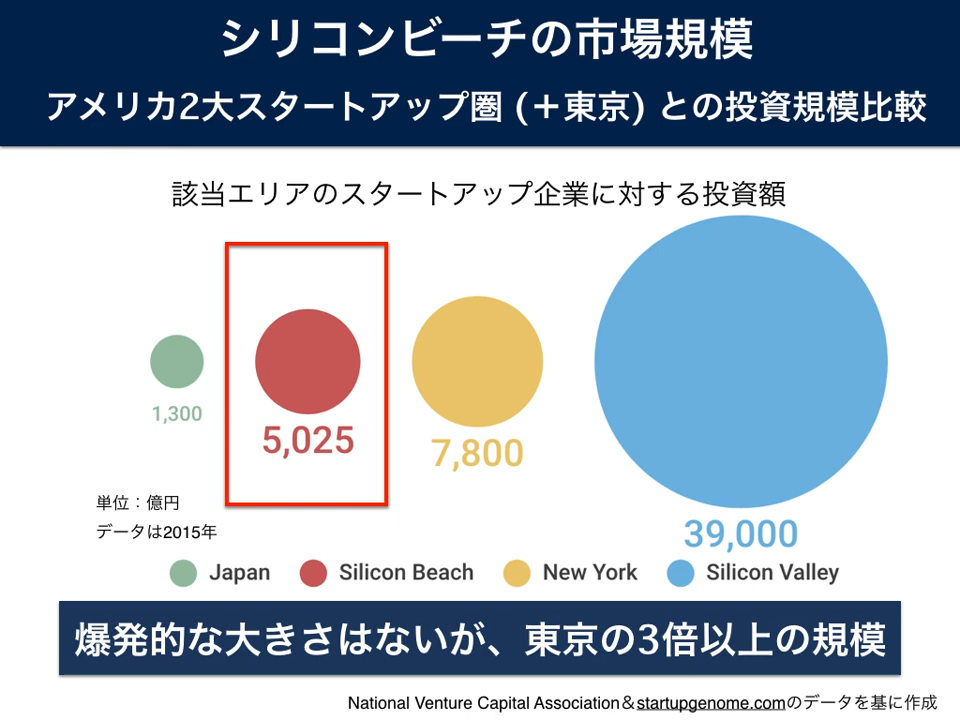 シリコンビーチの市場規模
アメリカ2大スタートアップ圏 (＋東京) との投資規模比較
該当エリアのスタートアップ企業に対する投資額
1,300
5,025
7,800
39,000
単位：億円
データは2015年
Japan Silicon Beach New York Silicon Valley
爆発的な大きさはないが、東京の3倍以上の規模
National Venture Capital Association＆startupgenome.comのデータを基に作成